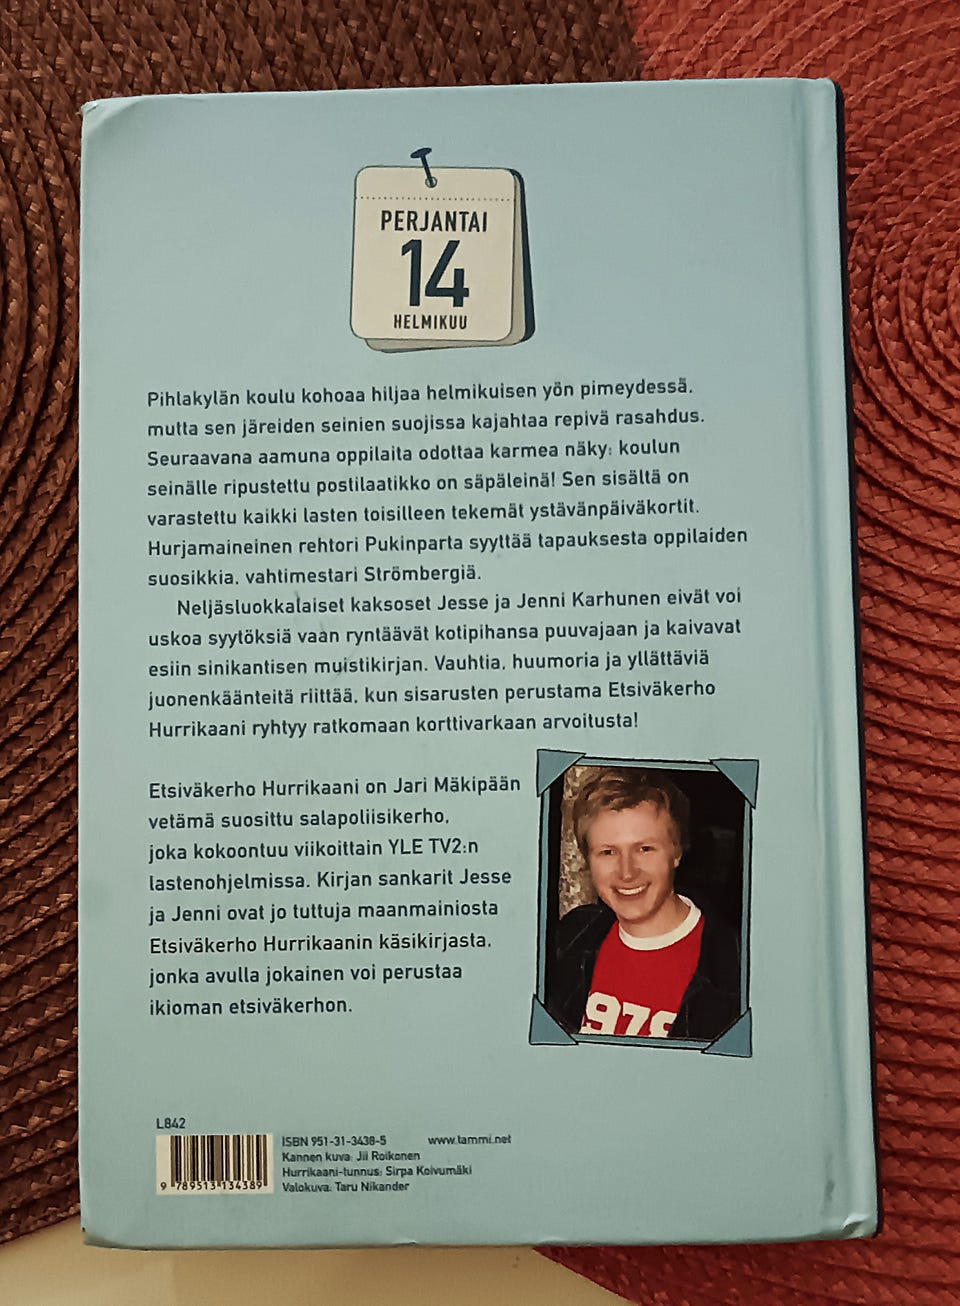 PERJANTAI
14
HELMIKUU
Pihlakylän koulu kohoaa hiljaa helmikuisen yön pimeydessä,
mutta sen järeiden seinien suojissa kajahtaa repivä rasahdus.
Seuraavana aamuna oppilaita odottaa karmea näky: koulun
seinälle ripustettu postilaatikko on säpäleinä! Sen sisältä on
varastettu kaikki lasten toisilleen tekemät ystävänpäiväkortit.
Hurjamaineinen rehtori Pukinparta syyttää tapauksesta oppilaiden
suosikkia, vahtimestari Strömbergiä.
Neljäsluokkalaiset kaksoset Jesse ja Jenni Karhunen eivät voi
uskoa syytöksiä vaan ryntäävät kotipihansa puuvajaan ja kaivavat
esiin sinikantisen muistikirjan. Vauhtia, huumoria ja yllättäviä
juonenkäänteitä riittää, kun sisarusten perustama Etsiväkerho
Hurrikaani ryhtyy ratkomaan korttivarkaan arvoitusta!
Etsiväkerho Hurrikaani on Jari Mäkipään
vetämä suosittu salapoliisikerho,
joka kokoontuu viikoittain YLE TV2:n
lastenohjelmissa. Kirjan sankarit Jesse
ja Jenni ovat jo tuttuja maanmainiosta
Etsiväkerho Hurrikaanin käsikirjasta,
jonka avulla jokainen voi perustaa
ikioman etsiväkerhon.
1978
L842
ISBN 951-31-3438-5 www.tammi.net
Kannen kuva: Jii Roikonen
Hurrikaani-tunnus: Sirpa Koivumäki
Valokuva: Taru Nikander
9 789513 134389